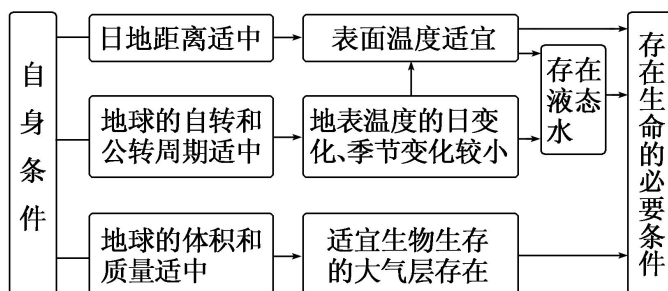 自身条件
日地距离适中
表面温度适宜
地球的自转和
公转周期适中
地表温度的日变
化、季节变化较小
存在
液态
水
地球的体积和
质量适中
适宜生物生存
的大气层存在
存在生命的必要条件